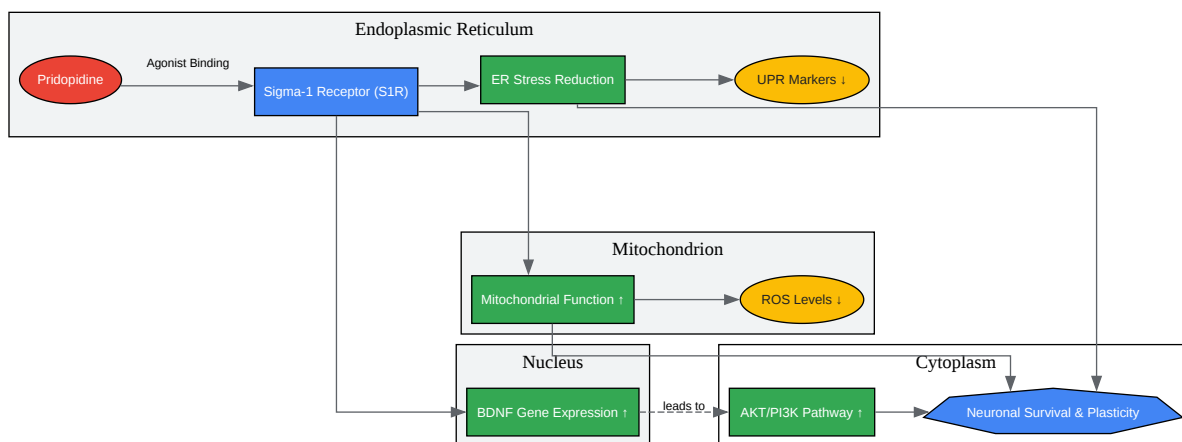 Endoplasmic Reticulum
Pridopidine
Agonist Binding
Sigma-1 Receptor (S1R)
ER Stress Reduction
UPR Markers ↓
Mitochondrion
Mitochondrial Function ↑
ROS Levels ↓
Nucleus
Cytoplasm
BDNF Gene Expression ↑
leads to
AKT/PI3K Pathway ↑
Neuronal Survival & Plasticity